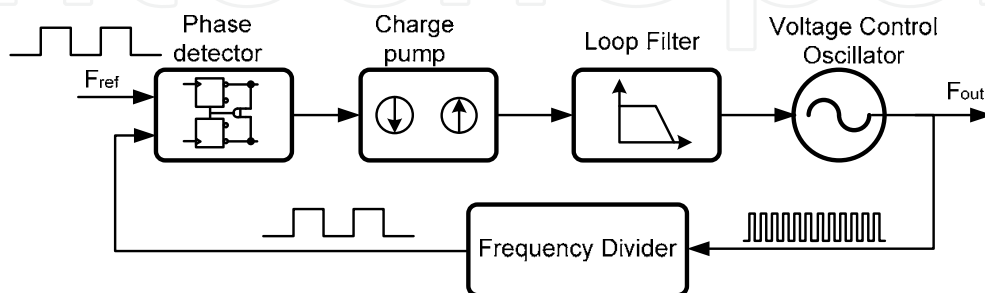 Phase
detector
Charge
pump
Loop Filter
Voltage Control
Oscillator
Fref
Fout
Frequency Divider